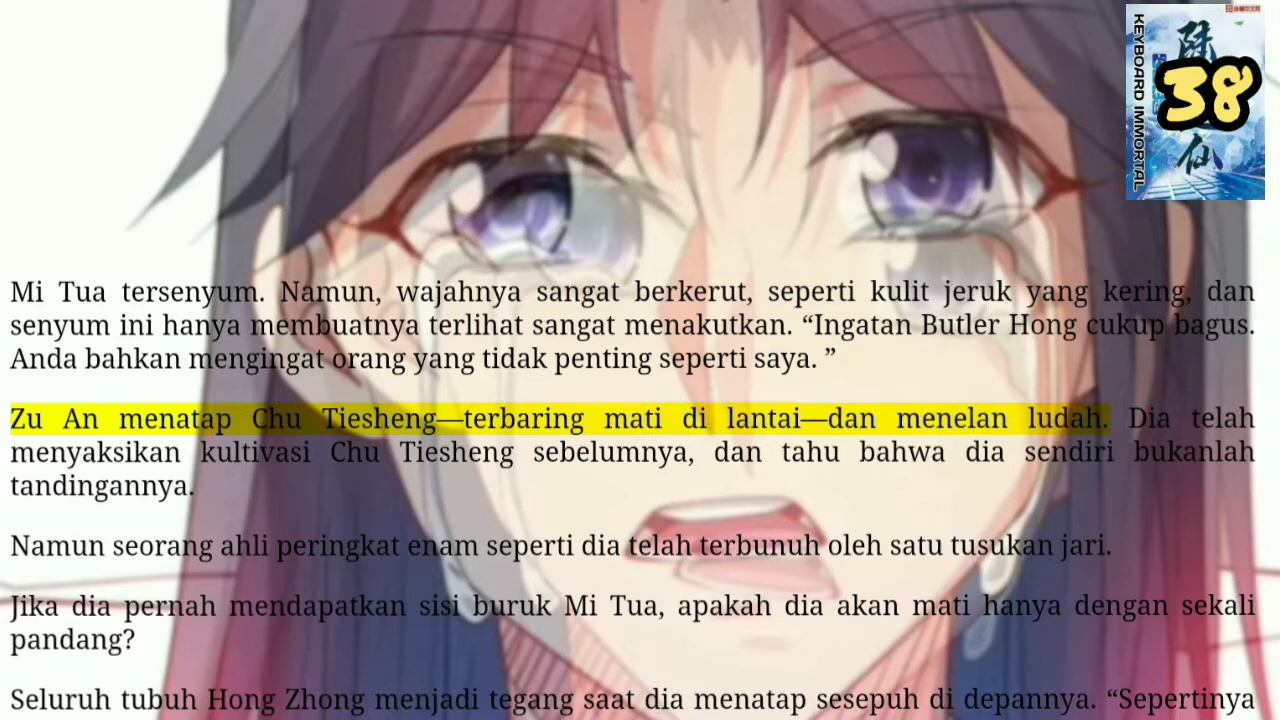 陆
38
仙
KEYBOARD IMMORTAL
Mi Tua tersenyum. Namun, wajahnya sangat berkerut, seperti kulit jeruk yang kering, dan
senyum ini hanya membuatnya terlihat sangat menakutkan. “Ingatan Butler Hong cukup bagus.
Anda bahkan mengingat orang yang tidak penting seperti saya. ”
Zu An menatap Chu Tiesheng—terbaring mati di lantai—dan menelan ludah. Dia telah
menyaksikan kultivasi Chu Tiesheng sebelumnya, dan tahu bahwa dia sendiri bukanlah
tandingannya.
Namun seorang ahli peringkat enam seperti dia telah terbunuh oleh satu tusukan jari.
Jika dia pernah mendapatkan sisi buruk Mi Tua, apakah dia akan mati hanya dengan sekali
pandang?
Seluruh tubuh Hong Zhong menjadi tegang saat dia menatap sesepuh di depannya. “Sepertinya